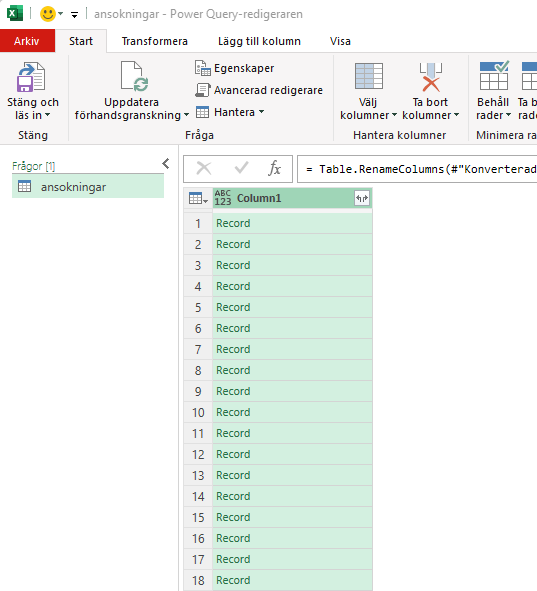 ansokningar - Power Query-redigeraren
Arkiv Start Transformera Lägg till kolumn Visa
Stäng och läs in
Stäng
Uppdatera förhandsgranskning
Egenskaper
Avancerad redigerare
Hantera
Fråga
Välj kolumner
Ta bort kolumner
Hantera kolumner
Behåll rader
Ta b
rade
Minimera ra
Frågor [1]
ansokningar
fx
= Table.RenameColumns(#"Konverterad
ABC
123 Column1
1 Record
2 Record
3 Record
4 Record
5 Record
6 Record
7 Record
8 Record
9 Record
10 Record
11 Record
12 Record
13 Record
14 Record
15 Record
16 Record
17 Record
18 Record